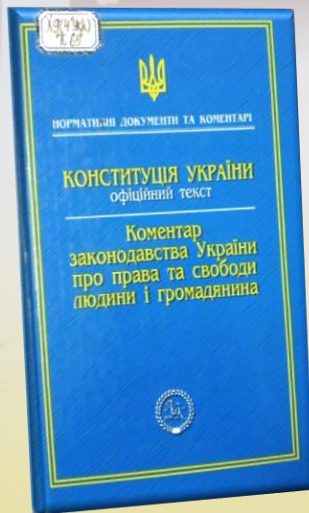 НОРМАТИВНІ ДОКУМЕНТИ ТА КОМЕНТАРІ
КОНСТИТУЦІЯ УКРАЇНИ
офіційний текст
Коментар
законодавства України
про права та свободи
людини і громадянина